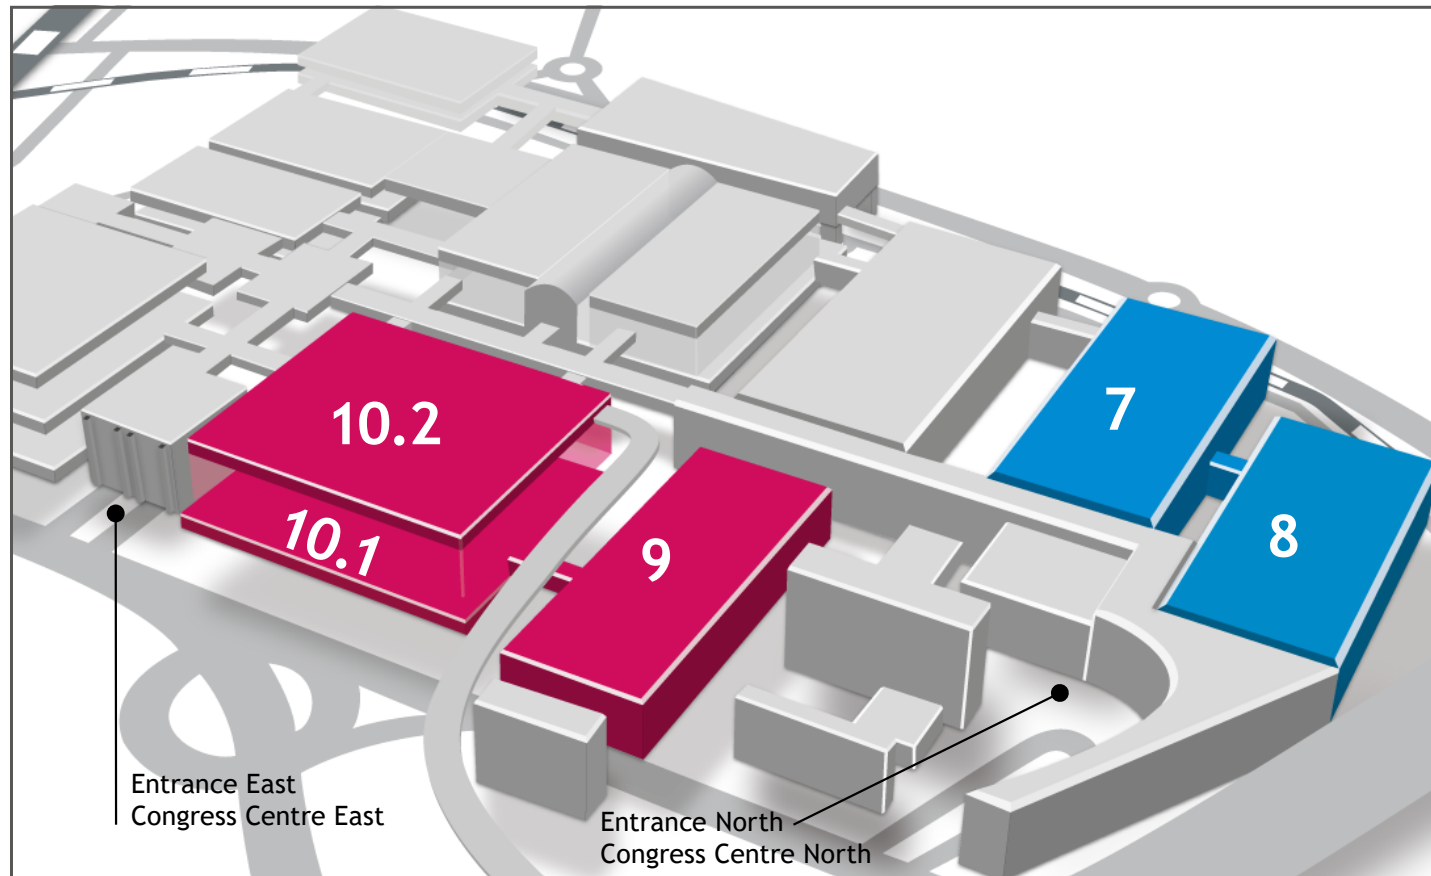 10.2
10.1
9
7
8
Entrance East
Congress Centre East
Entrance North
Congress Centre North